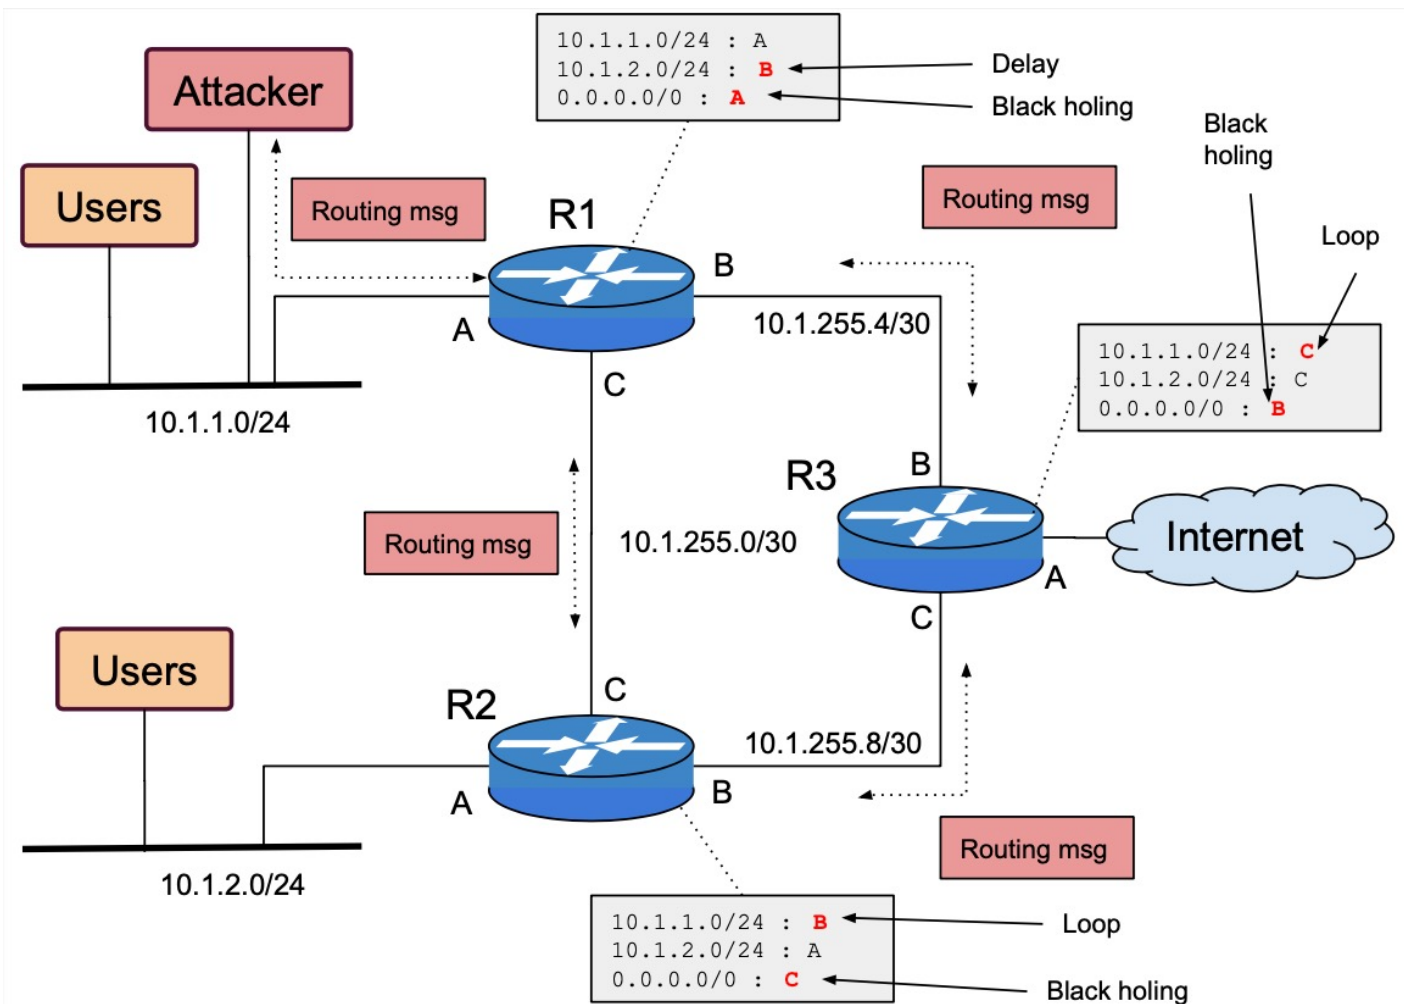 10.1.1.0/24 : A
10.1.2.0/24 : B
0.0.0.0/0 : A
Delay
Black holing
Attacker
Users
Routing msg
R1
A
B
C
10.1.255.4/30
Routing msg
Black
holing
Loop
10.1.1.0/24 : C
10.1.2.0/24 : C
0.0.0.0/0 : B
10.1.1.0/24
Routing msg
10.1.255.0/30
R3
B
A
C
Internet
Users
R2
C
A
B
10.1.255.8/30
10.1.2.0/24
Routing msg
10.1.1.0/24 : B
10.1.2.0/24 : A
0.0.0.0/0 : C
Loop
Black holing